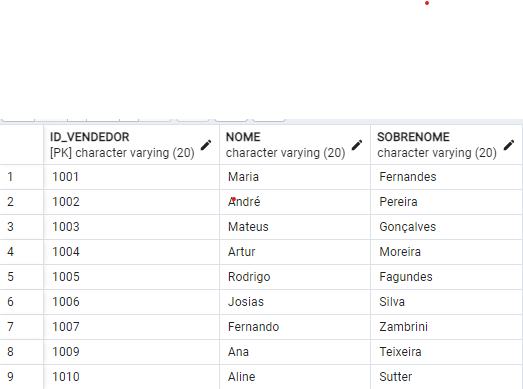 ID_VENDEDOR NOME SOBRENOME
[PK] character varying (20) character varying (20) character varying (20)
1 1001 Maria Fernandes
2 1002 André Pereira
3 1003 Mateus Gonçalves
4 1004 Artur Moreira
5 1005 Rodrigo Fagundes
6 1006 Josias Silva
7 1007 Fernando Zambrini
8 1009 Ana Teixeira
9 1010 Aline Sutter